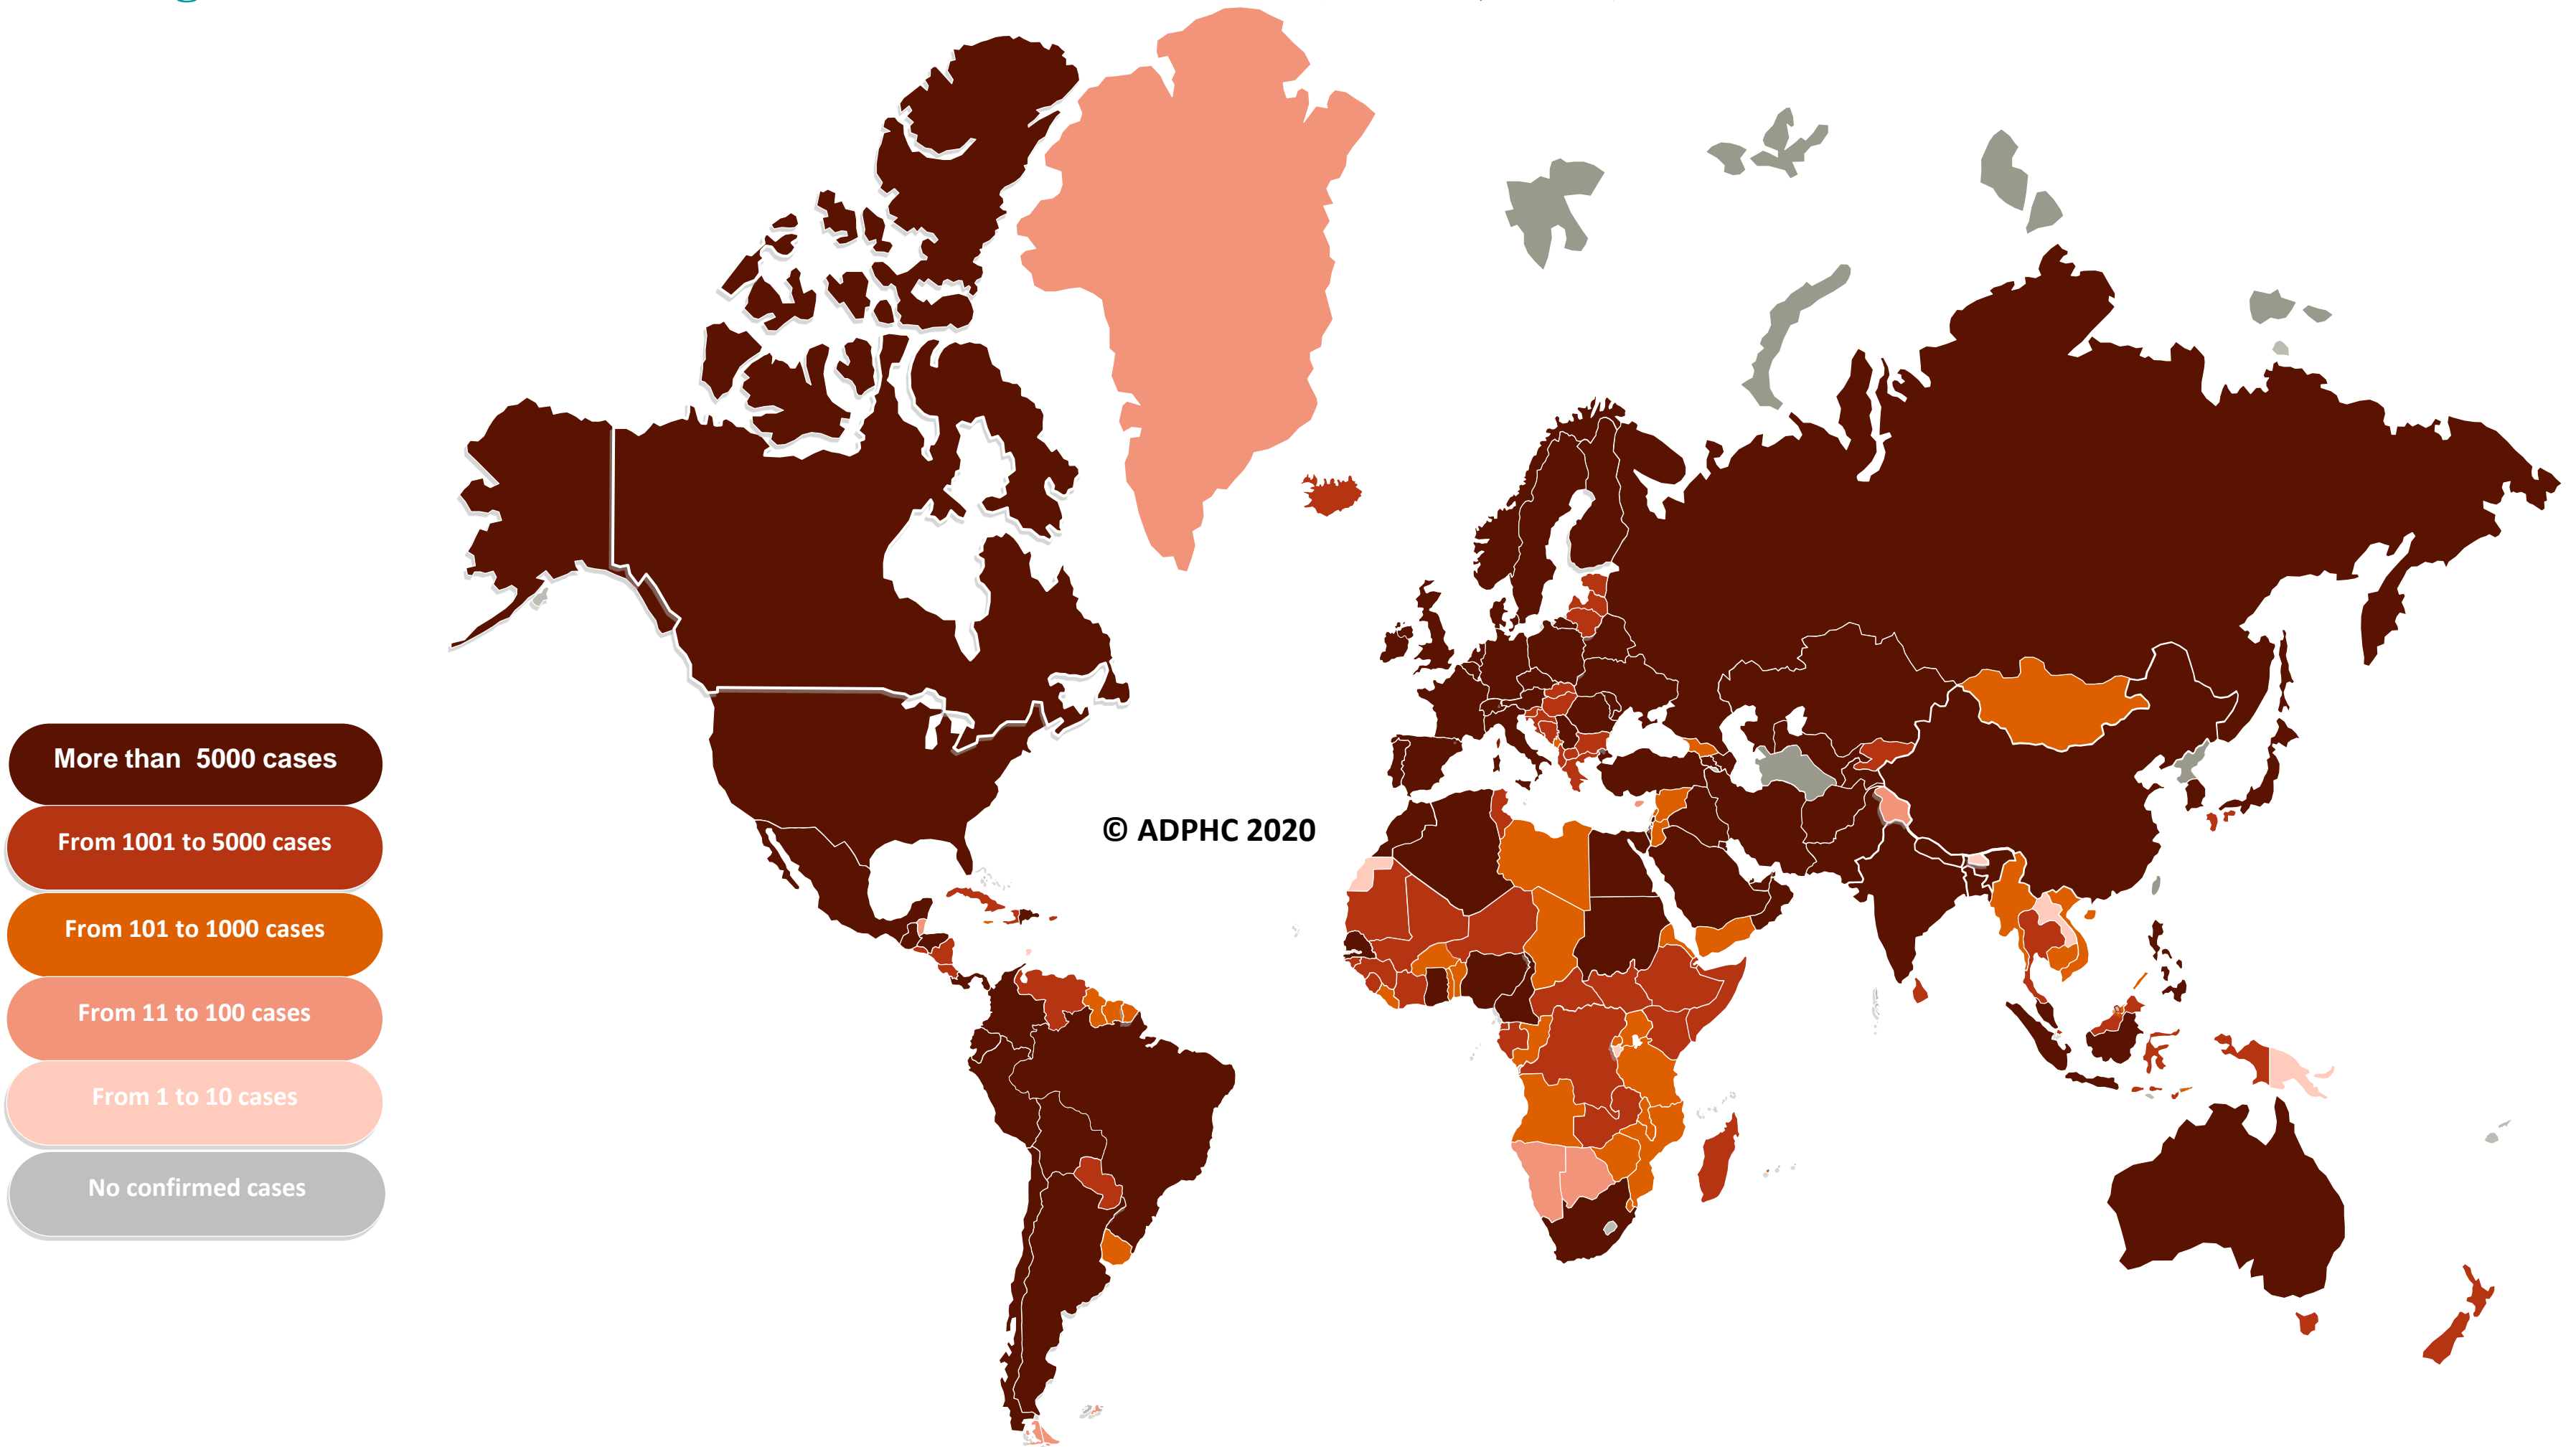 More than 5000 cases
From 1001 to 5000 cases
© ADPHC 2020
From 101 to 1000 cases
From 11 to 100 cases
From 1 to 10 cases
No confirmed cases